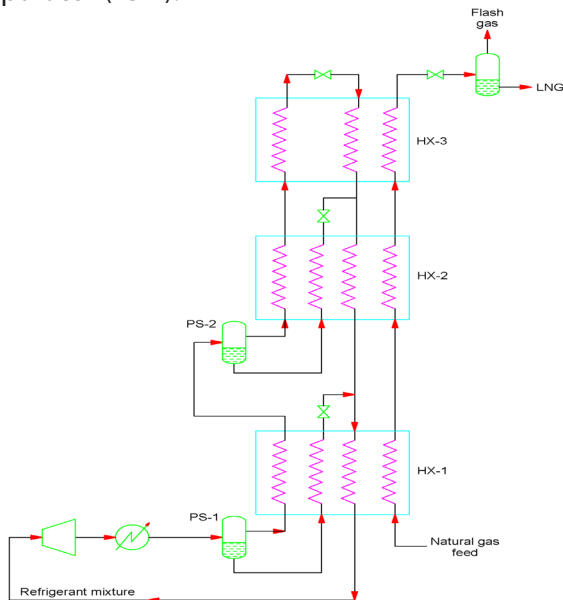 Flash
gas
LNG
HX-3
HX-2
PS-2
HX-1
PS-1
Natural gas
feed
Refrigerant mixture